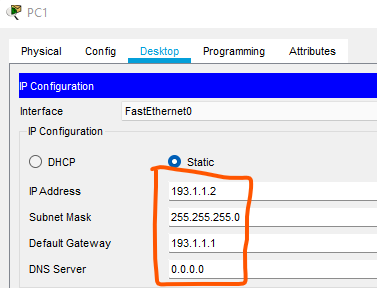 PC1
Physical Config Desktop Programming Attributes
IP Configuration
Interface FastEthernet0
IP Configuration
DHCP Static
IP Address 193.1.1.2
Subnet Mask 255.255.255.0
Default Gateway 193.1.1.1
DNS Server 0.0.0.0